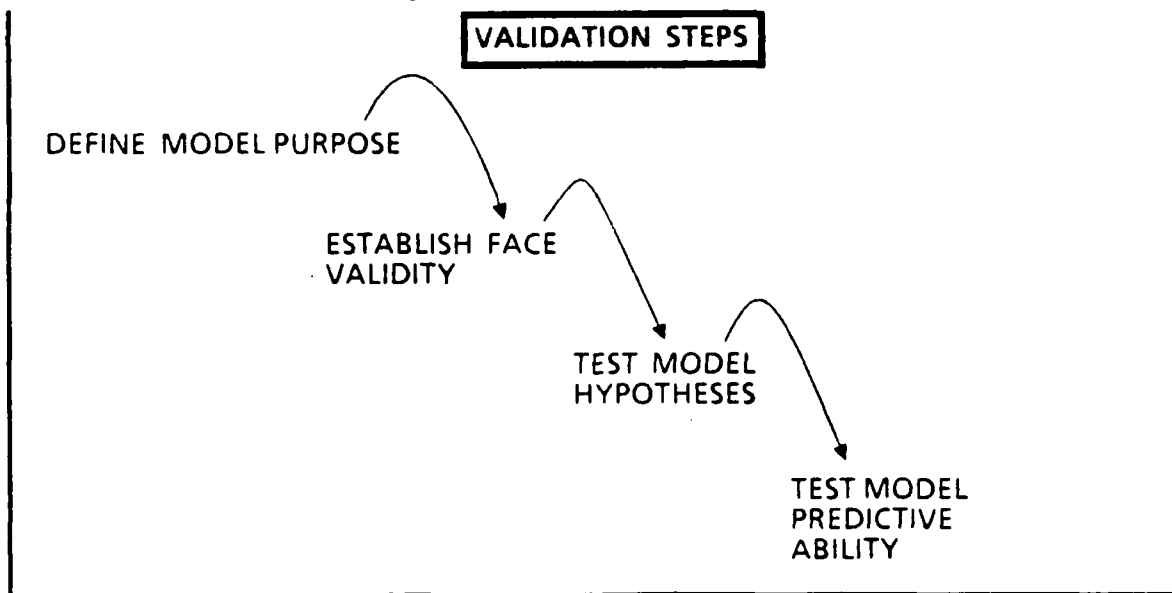 VALIDATION STEPS
DEFINE MODEL PURPOSE
ESTABLISH FACE
VALIDITY
TEST MODEL
HYPOTHESES
TEST MODEL
PREDICTIVE
ABILITY